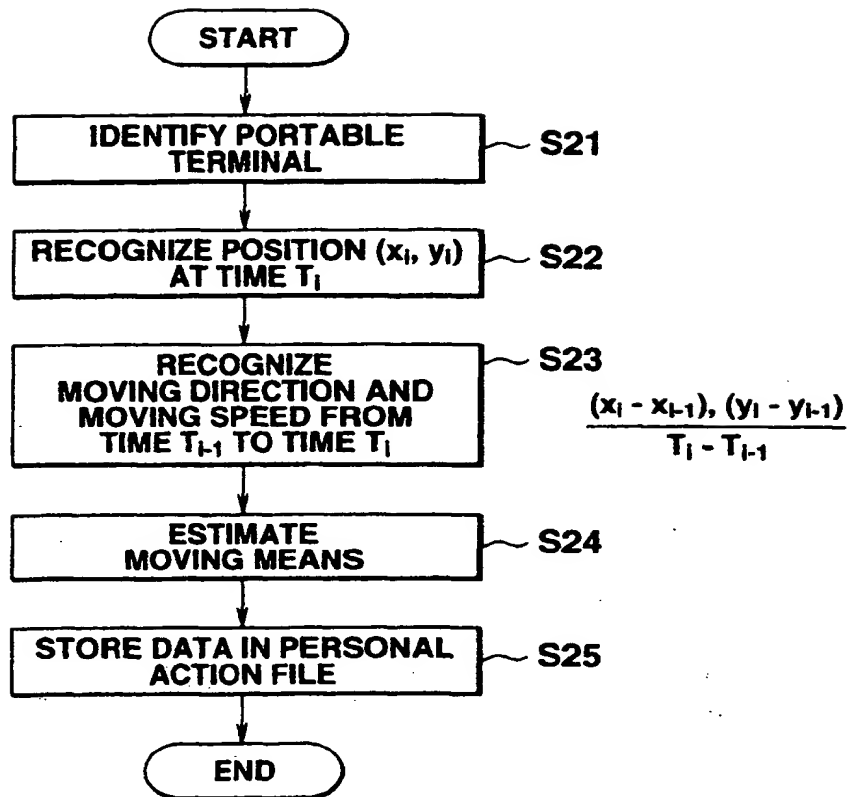 START
IDENTIFY PORTABLE
TERMINAL
S21
RECOGNIZE POSITION (xi, yi)
AT TIME Ti
S22
RECOGNIZE
MOVING DIRECTION AND
MOVING SPEED FROM
TIME Ti-1 TO TIME Ti
S23
(xi - xi-1), (yi - yi-1)
Ti - Ti-1
ESTIMATE
MOVING MEANS
S24
STORE DATA IN PERSONAL
ACTION FILE
S25
END